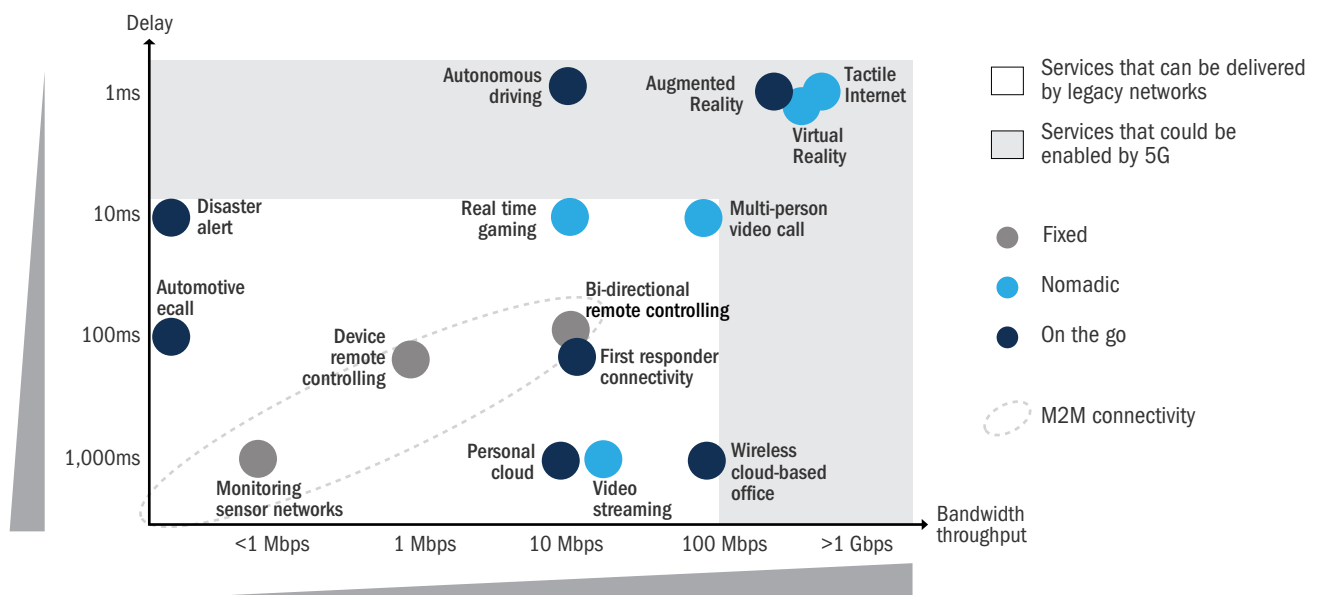 Delay
1ms
10ms
100ms
1,000ms
Autonomous
driving
Augmented
Reality
Tactile
Internet
Virtual
Reality
Disaster
alert
Real time
gaming
Multi-person
video call
Automotive
ecall
Bi-directional
remote controlling
Device
remote
controlling
First responder
connectivity
Monitoring
sensor networks
Personal
cloud
Video
streaming
Wireless
cloud-based
office
<1 Mbps
1 Mbps
10 Mbps
100 Mbps
>1 Gbps
Bandwidth
throughput
Services that can be delivered
by legacy networks
Services that could be
enabled by 5G
Fixed
Nomadic
On the go
M2M connectivity